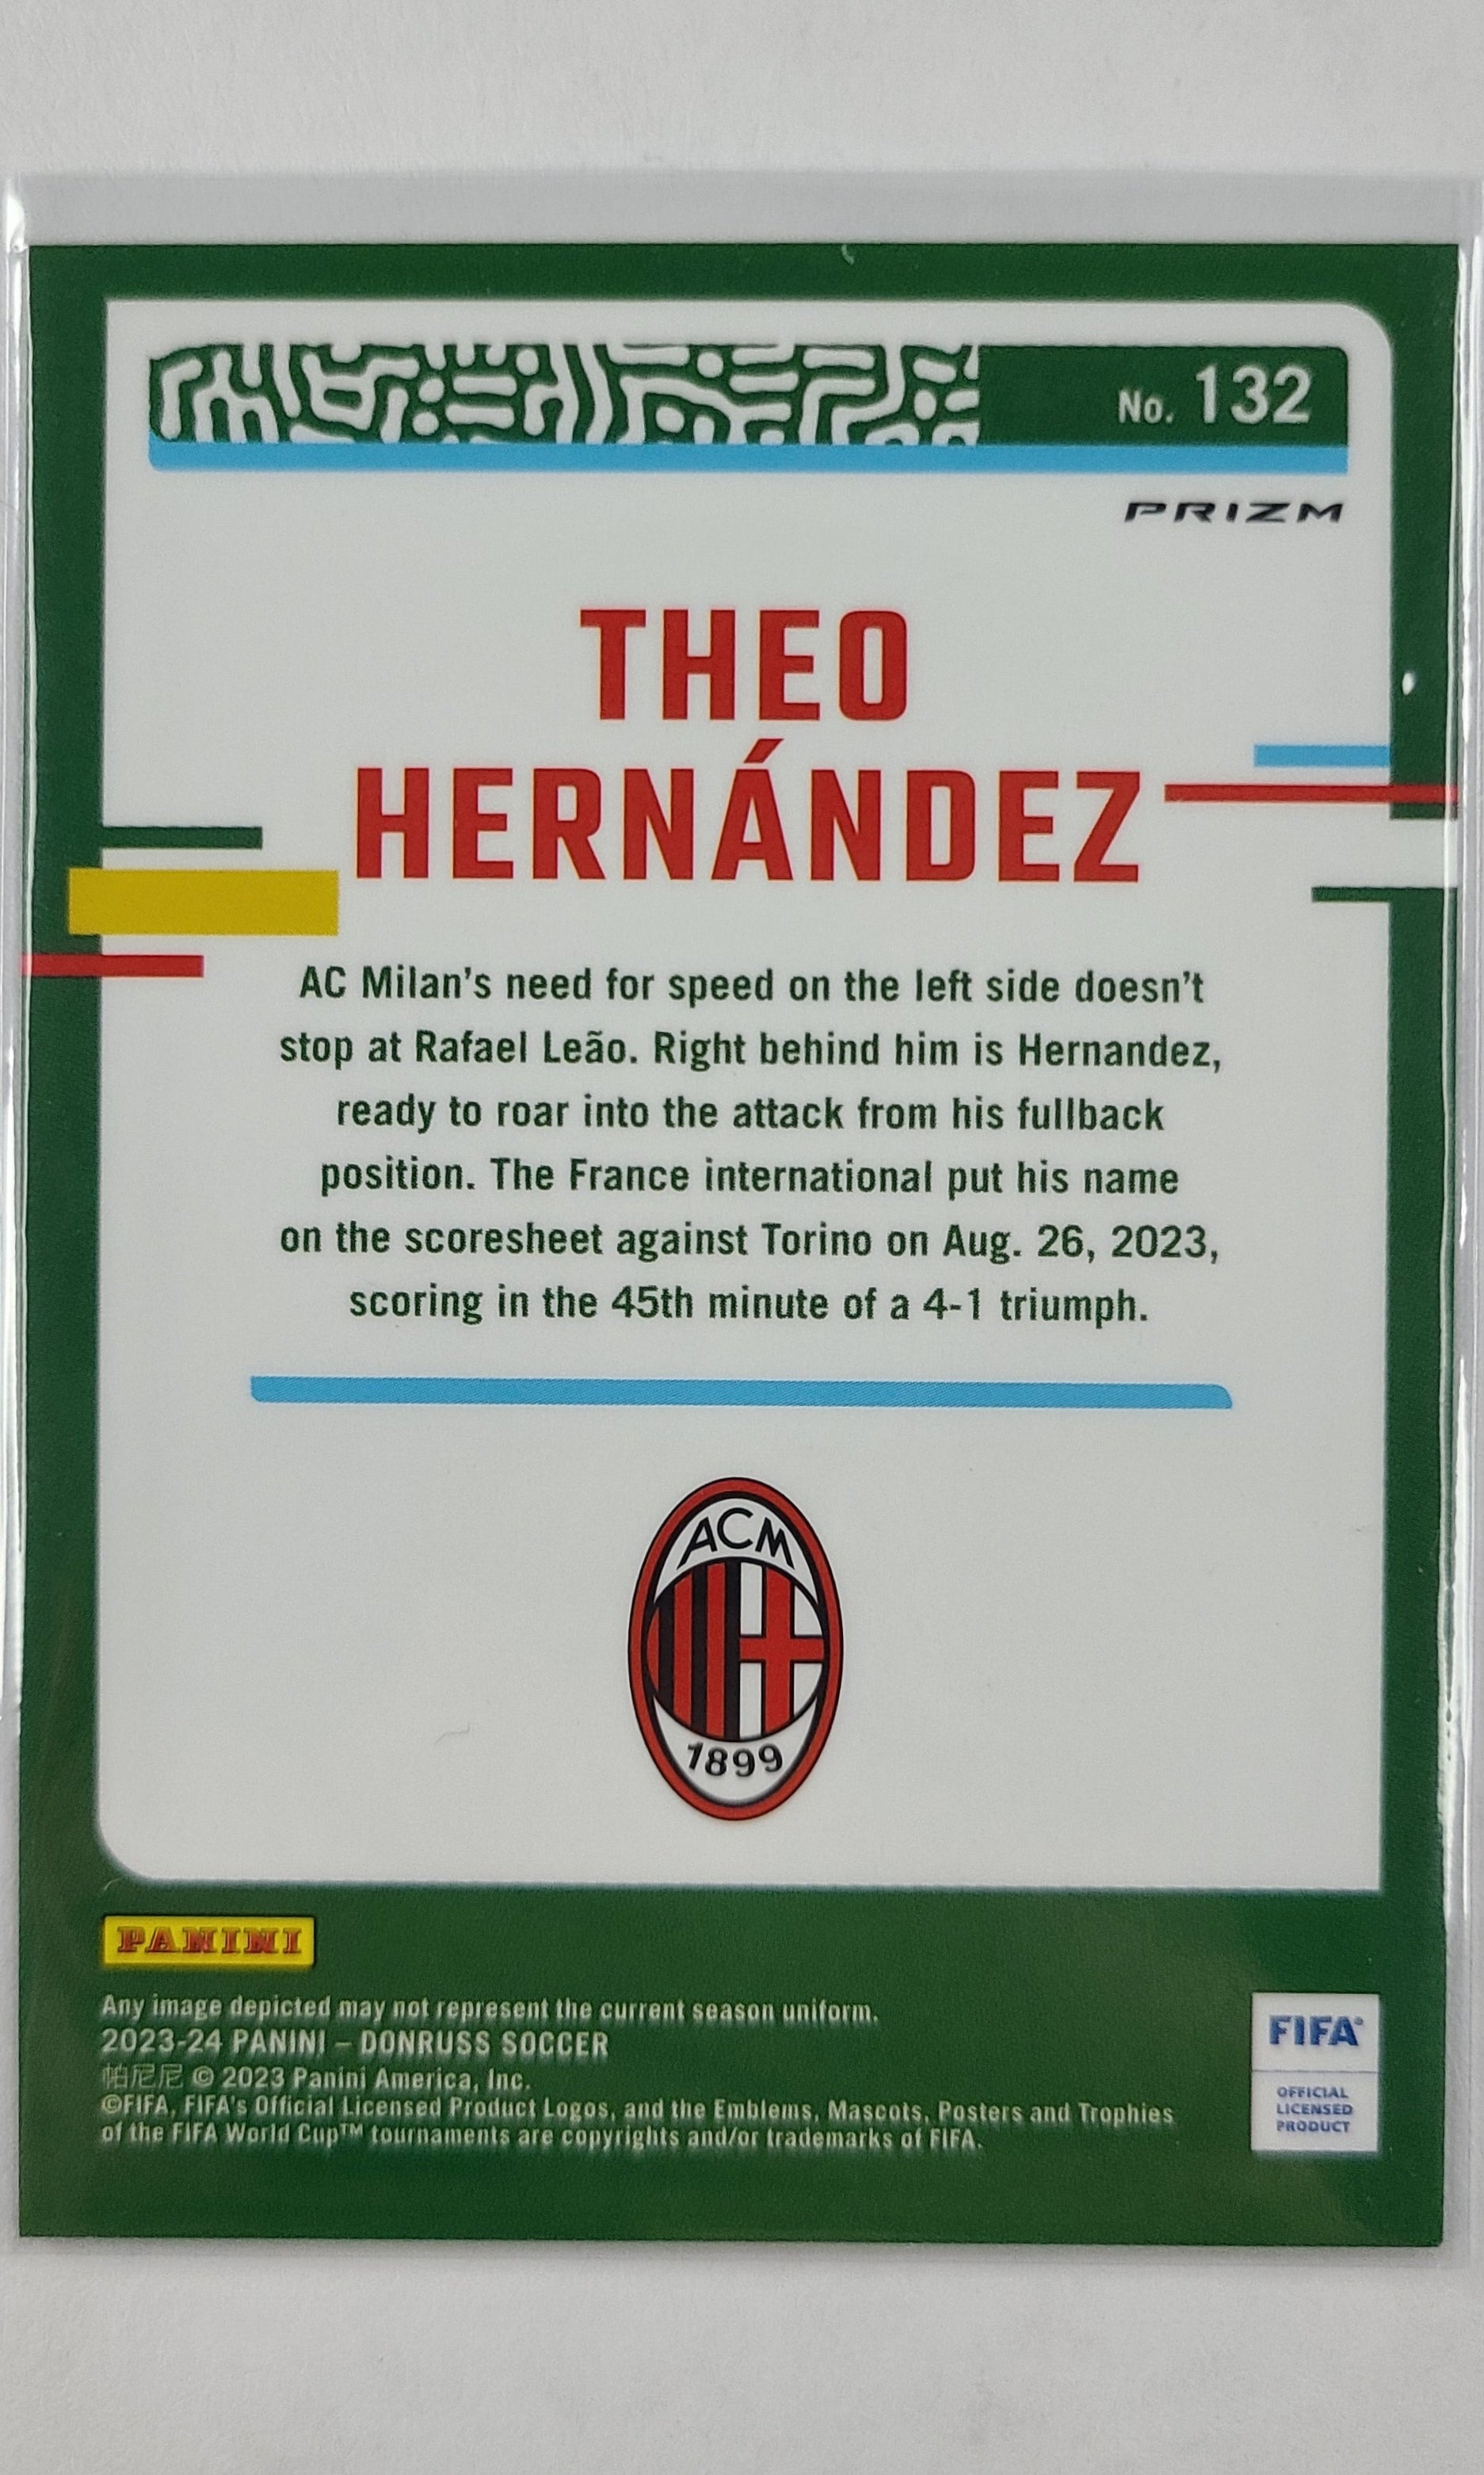 No. 132
PRIZM
THEO
HERNÁNDEZ
AC Milan's need for speed on the left side doesn't
stop at Rafael Leão. Right behind him is Hernandez,
ready to roar into the attack from his fullback
position. The France international put his name
on the scoresheet against Torino on Aug. 26, 2023,
scoring in the 45th minute of a 4-1 triumph.
ACM
1899
PANINI
Any image depicted may not represent the current season uniform.
2023-24 PANINI – DONRUSS SOCCER
帕尼尼 © 2023 Panini America, Inc.
©FIFA, FIFA's Official Licensed Product Logos, and the Emblems, Mascots, Posters and Trophies
of the FIFA World Cup™ tournaments are copyrights and/or trademarks of FIFA.
FIFA®
OFFICIAL
LICENSED
PRODUCT